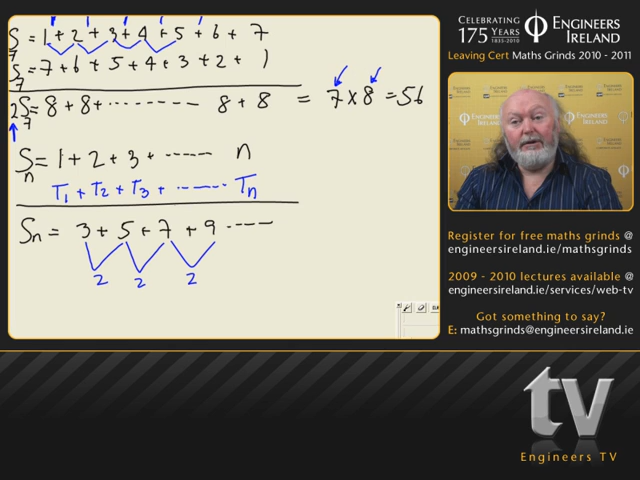 S7 = 1 + 2 + 3 + 4 + 5 + 6 + 7
S7 = 7 + 6 + 5 + 4 + 3 + 2 + 1
2S7 = 8 + 8 + -------- 8 + 8 = 7 x 8 = 56
Sn = 1 + 2 + 3 + ----- n
T1 + T2 + T3 + ------ Tn
Sn = 3 + 5 + 7 + 9 ----
2 2 2
CELEBRATING
175 YEARS
1835-2010
ENGINEERS
IRELAND
Leaving Cert Maths Grinds 2010 - 2011
Register for free maths grinds @
engineersireland.ie/mathsgrinds
2009 - 2010 lectures available @
engineersireland.ie/services/web-tv
Got something to say?
E: mathsgrinds@engineersireland.ie
tv
Engineers TV